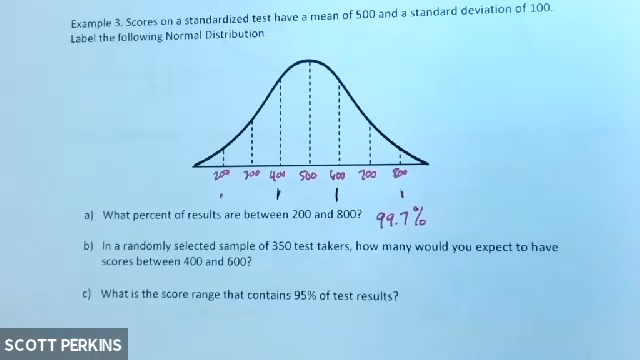 Example 3. Scores on a standardized test have a mean of 500 and a standard deviation of 100.
Label the following Normal Distribution.
200 300 400 500 600 700 800
a) What percent of results are between 200 and 800? 99.7%
b) In a randomly selected sample of 350 test takers, how many would you expect to have
scores between 400 and 600?
c) What is the score range that contains 95% of test results?
SCOTT PERKINS